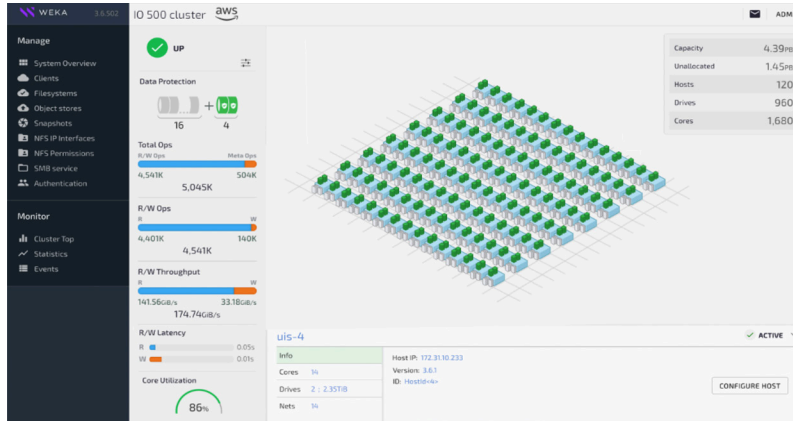 WEKA 3.6.502
IO 500 cluster aws
ADM
Manage
System Overview
Clients
Filesystems
Object stores
Snapshots
NFS IP Interfaces
NFS Permissions
SMB service
Authentication
Monitor
Cluster Top
Statistics
Events
UP
Data Protection
16 + 4
Total Ops
R/W Ops Meta Ops
4,541K 504K
5,045K
R/W Ops
R W
4,401K 140K
4,541K
R/W Throughput
R W
141.56GiB/s 33.18GiB/s
174.74GiB/s
R/W Latency
R 0.05s
W 0.01s
Core Utilization
86%
Capacity 4.39PB
Unallocated 1.45PB
Hosts 120
Drives 960
Cores 1,680
uis-4
ACTIVE
Info
Cores 14
Drives 2 : 2.35TiB
Nets 14
Host IP: 172.31.10.233
Version: 3.6.1
ID: HostId<4>
CONFIGURE HOST